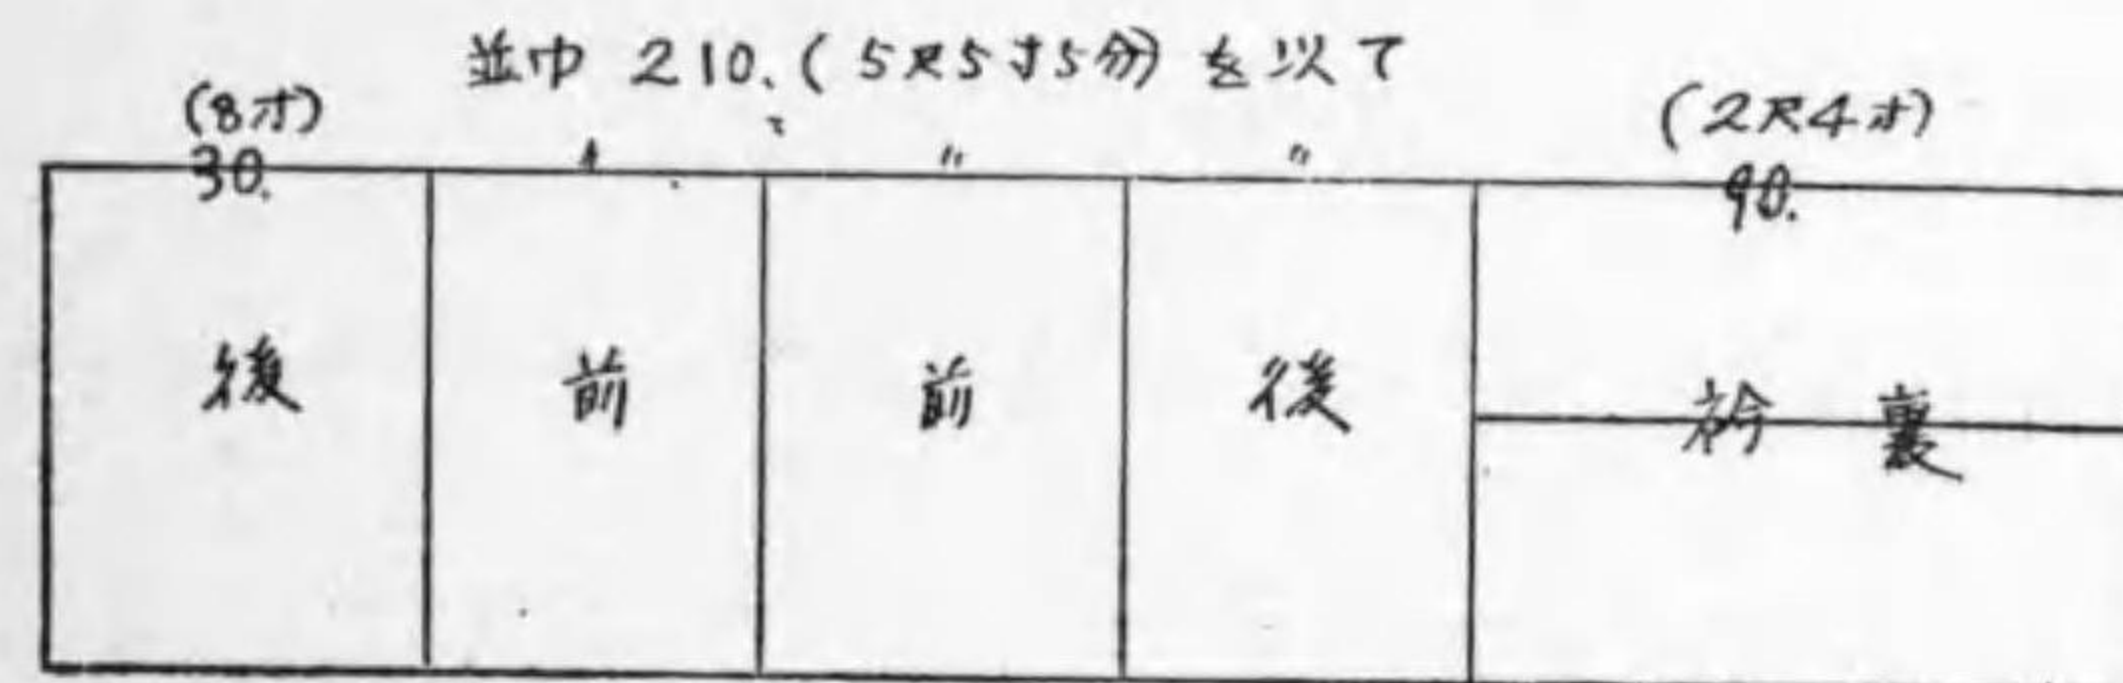 並巾 210.(5尺5寸5分)を以て
(8寸)
(2尺4寸)
30.
〃
〃
90.
後
前
前
後
衿 裏